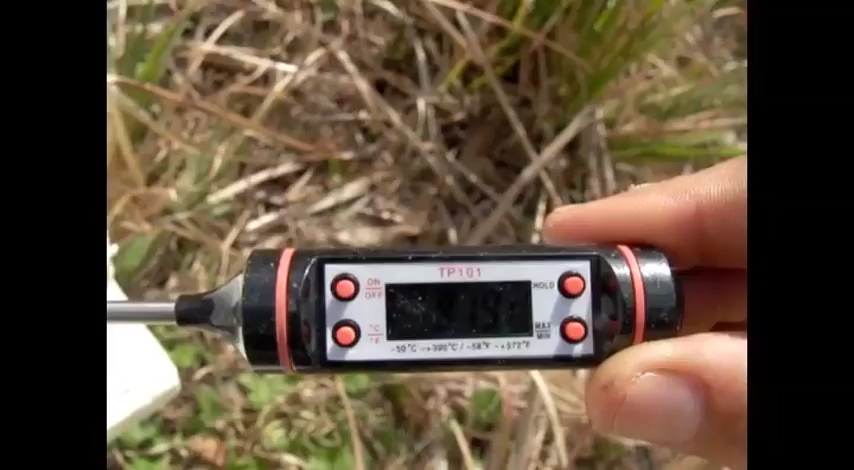 TP101
ON
OFF
HOLD
°C
°F
MAX
MIN
-50°C →+300°C / -58°F →+572°F